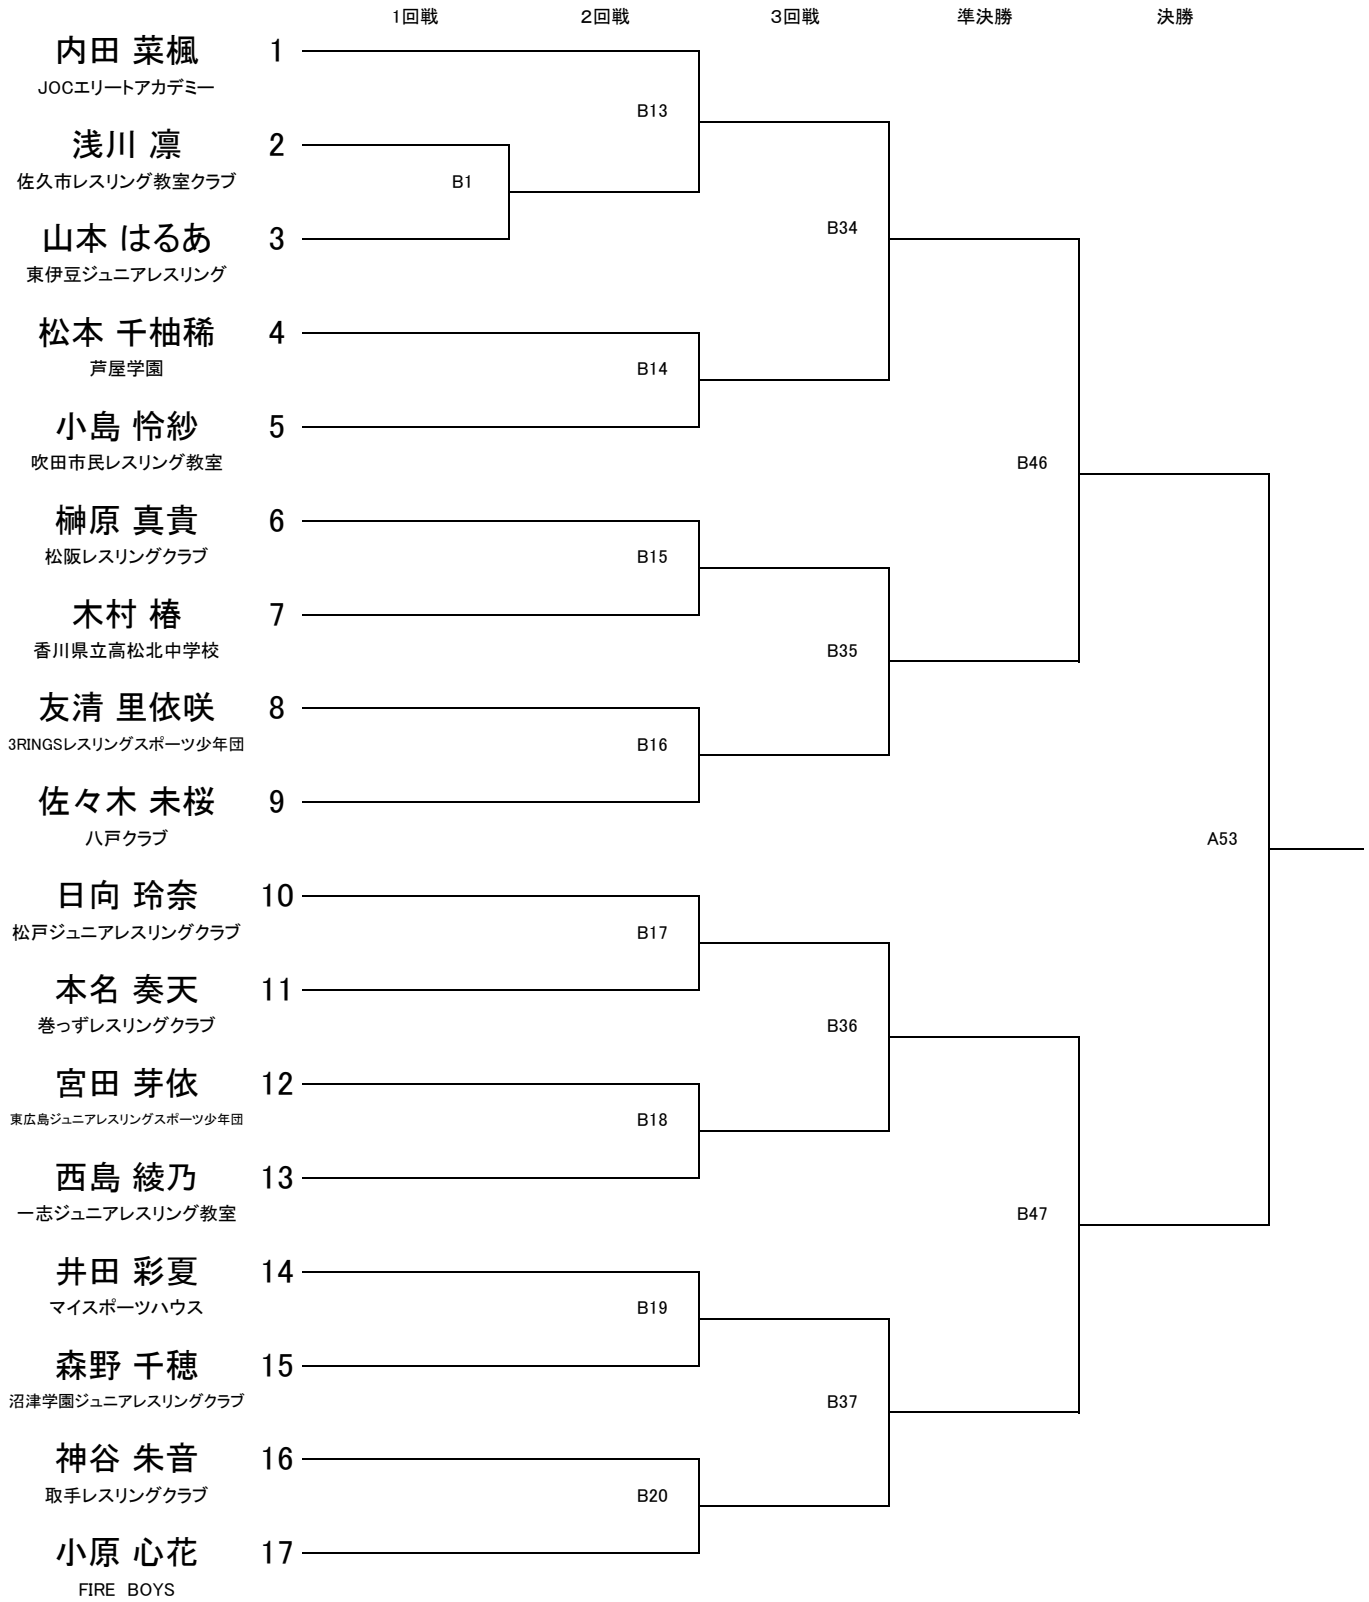 1回戦 2回戦 3回戦 準決勝 決勝
内田 菜楓 1
JOCエリートアカデミー
B13
浅川 凛 2
佐久市レスリング教室クラブ
B1
山本 はるあ 3
B34
東伊豆ジュニアレスリング
松本 千柚稀 4
芦屋学園
B14
小島 怜紗 5
吹田市民レスリング教室
B46
榊原 真貴 6
松阪レスリングクラブ
B15
木村 椿 7
香川県立高松北中学校
B35
友清 里依咲 8
3RINGSレスリングスポーツ少年団
B16
佐々木 未桜 9
八戸クラブ
A53
日向 玲奈 10
松戸ジュニアレスリングクラブ
B17
本名 奏天 11
巻っずレスリングクラブ
B36
宮田 芽依 12
東広島ジュニアレスリングスポーツ少年団
B18
西島 綾乃 13
一志ジュニアレスリング教室
B47
井田 彩夏 14
マイスポーツハウス
B19
森野 千穂 15
沼津学園ジュニアレスリングクラブ
B37
神谷 朱音 16
取手レスリングクラブ
B20
小原 心花 17
FIRE BOYS